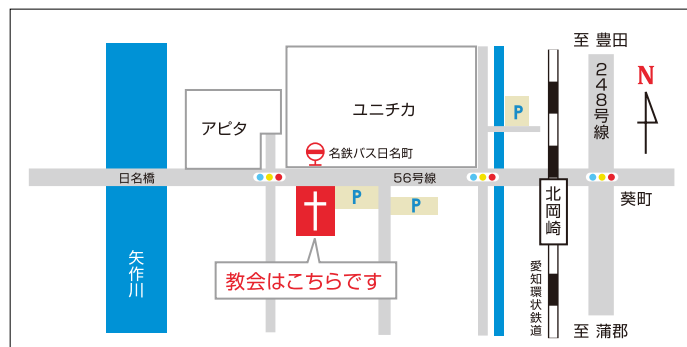 至 豊田
N
248号線
ユニチカ
アピタ
P
名鉄バス日名町
日名橋
56号線
葵町
P
P
北岡崎
矢作川
教会はこちらです
愛知環状鉄道
至 蒲郡